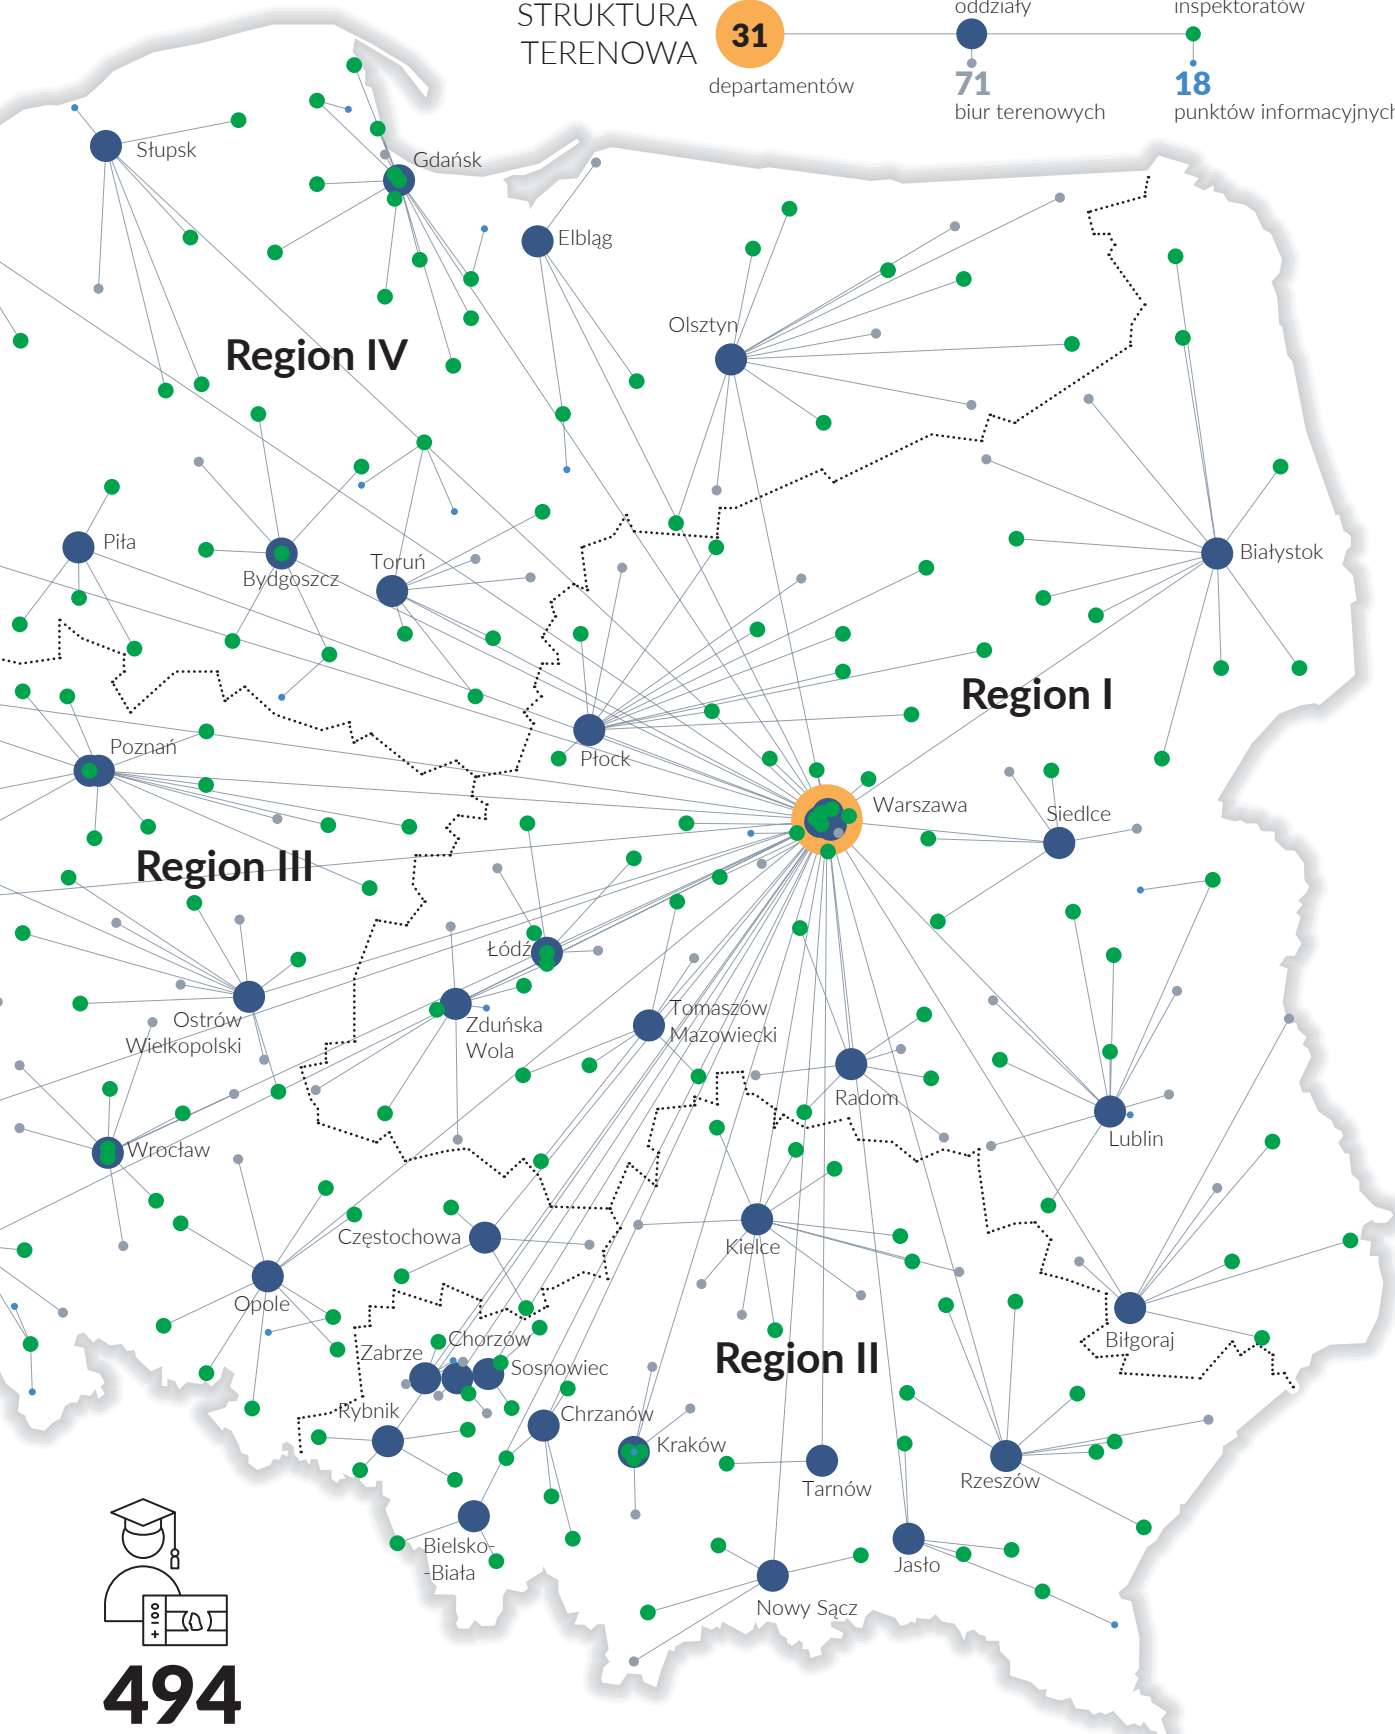 STRUKTURA
TERENOWA
31
departamentów
oddziały
71
biur terenowych
inspektoratów
18
punktów informacyjnych
Słupsk
Gdańsk
Elbląg
Olsztyn
Region IV
Piła
Bydgoszcz
Toruń
Białystok
Region I
Poznań
Płock
Warszawa
Siedlce
Region III
Łódź
Ostrów
Wielkopolski
Zduńska
Wola
Tomaszów
Mazowiecki
Radom
Lublin
Wrocław
Częstochowa
Kielce
Opole
Biłgoraj
Region II
Chorzów
Zabrze
Sosnowiec
Rybnik
Chrzanów
Kraków
Tarnów
Rzeszów
Bielsko-
-Biała
Jasło
Nowy Sącz
494